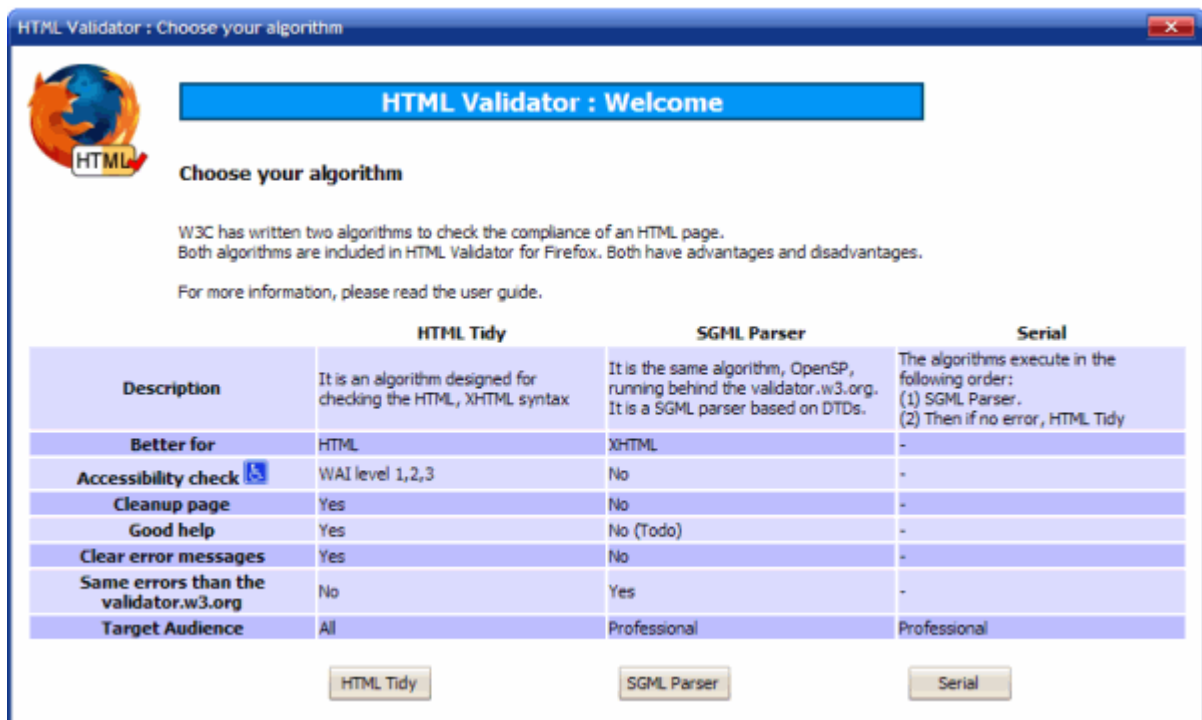 HTML Validator : Choose your algorithm
HTML Validator : Welcome
HTML
Choose your algorithm
W3C has written two algorithms to check the compliance of an HTML page.
Both algorithms are included in HTML Validator for Firefox. Both have advantages and disadvantages.
For more information, please read the user guide.
HTML Tidy SGML Parser Serial
Description
It is an algorithm designed for
checking the HTML, XHTML syntax
It is the same algorithm, OpenSP,
running behind the validator.w3.org.
It is a SGML parser based on DTDs.
The algorithms execute in the
following order:
(1) SGML Parser.
(2) Then if no error, HTML Tidy
Better for HTML XHTML -
Accessibility check WAI level 1,2,3 No -
Cleanup page Yes No -
Good help Yes No (Todo) -
Clear error messages Yes No -
Same errors than the
validator.w3.org
No Yes -
Target Audience All Professional Professional
HTML Tidy SGML Parser Serial